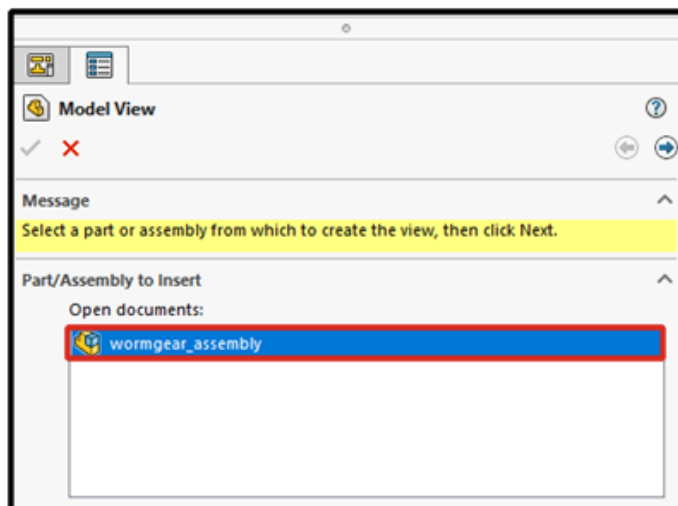 Model View
Message
Select a part or assembly from which to create the view, then click Next.
Part/Assembly to Insert
Open documents:
wormgear_assembly